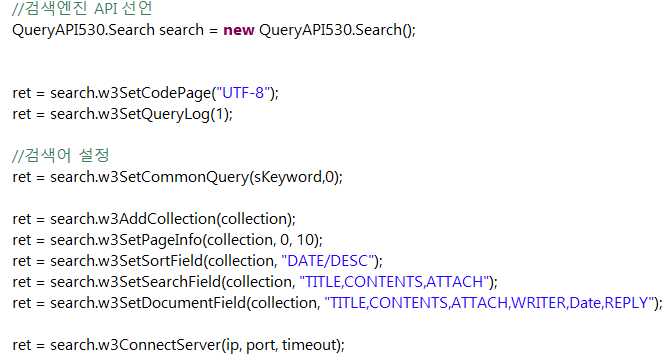 //검색엔진 API 선언
QueryAPI530.Search search = new QueryAPI530.Search();
ret = search.w3SetCodePage("UTF-8");
ret = search.w3SetQueryLog(1);
//검색어 설정
ret = search.w3SetCommonQuery(sKeyword,0);
ret = search.w3AddCollection(collection);
ret = search.w3SetPageInfo(collection, 0, 10);
ret = search.w3SetSortField(collection, "DATE/DESC");
ret = search.w3SetSearchField(collection, "TITLE,CONTENTS,ATTACH");
ret = search.w3SetDocumentField(collection, "TITLE,CONTENTS,ATTACH,WRITER,Date,REPLY");
ret = search.w3ConnectServer(ip, port, timeout);